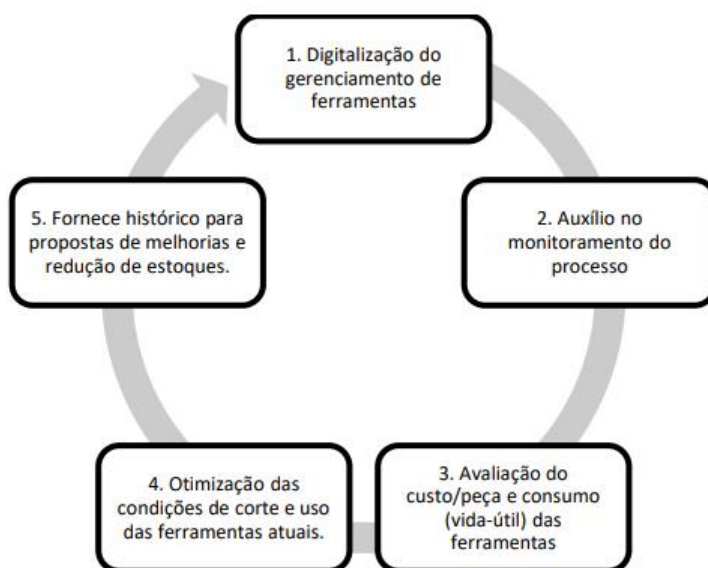 1. Digitalização do
gerenciamento de
ferramentas
2. Auxílio no
monitoramento do
processo
3. Avaliação do
custo/peça e consumo
(vida-útil) das
ferramentas
4. Otimização das
condições de corte e uso
das ferramentas atuais.
5. Fornece histórico para
propostas de melhorias e
redução de estoques.